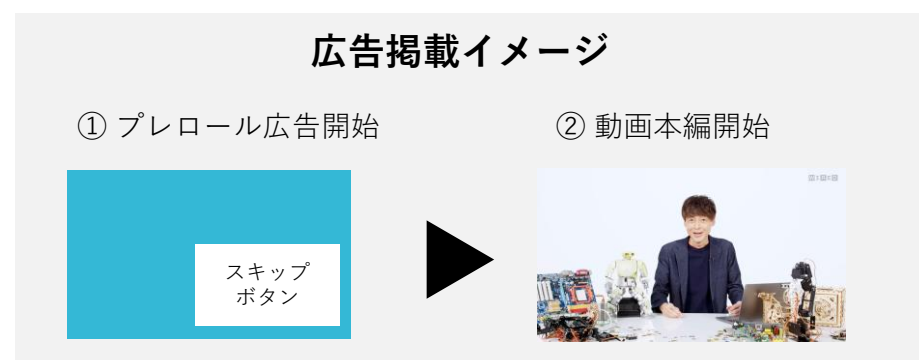 広告掲載イメージ
① プレロール広告開始
② 動画本編開始
スキップ
ボタン